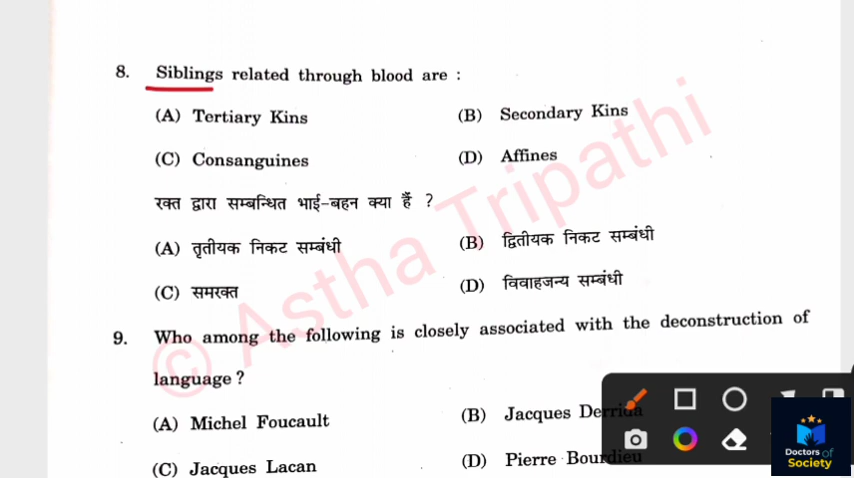 8. Siblings related through blood are :
(A) Tertiary Kins (B) Secondary Kins
(C) Consanguines (D) Affines
रक्त द्वारा सम्बन्धित भाई-बहन क्या हैं ?
(A) तृतीयक निकट सम्बंधी (B) द्वितीयक निकट सम्बंधी
(C) समरक्त (D) विवाहजन्य सम्बंधी
9. Who among the following is closely associated with the deconstruction of
language ?
(A) Michel Foucault (B) Jacques Derrida
(C) Jacques Lacan (D) Pierre Bourdieu
© Astha Tripathi
Doctors of
Society